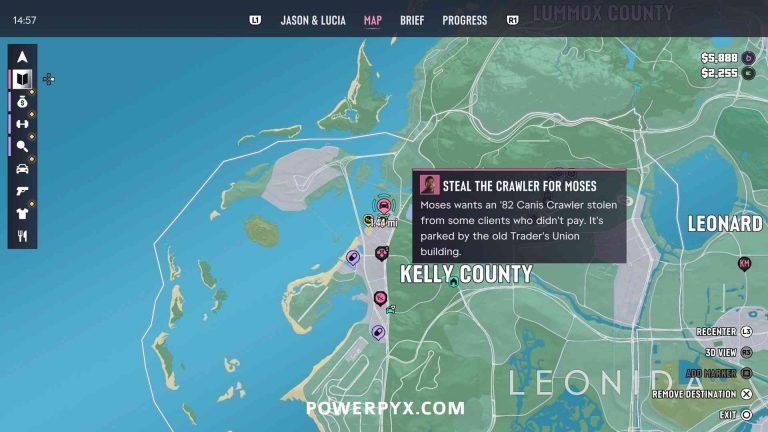 14:57
L1 JASON & LUCIA MAP BRIEF PROGRESS R1
LUMMOX COUNTY
$5,888
$2,255
STEAL THE CRAWLER FOR MOSES
Moses wants an '82 Canis Crawler stolen
from some clients who didn't pay. It's
parked by the old Trader's Union
building.
1.44 mi
LEONARD
KELLY COUNTY
KM
RECENTER L3
3D VIEW R3
ADD MARKER
LEONIDA
REMOVE DESTINATION
EXIT
POWERPYX.COM